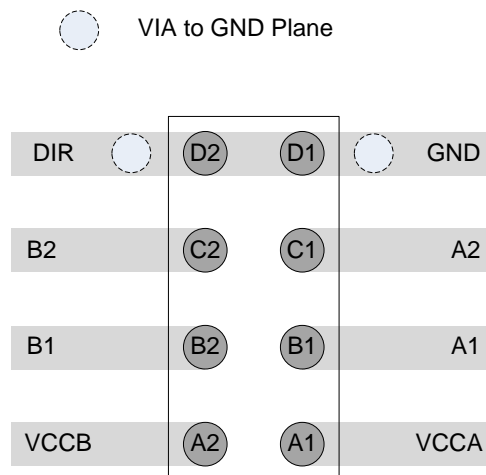 VIA to GND Plane
DIR D2 D1 GND
B2 C2 C1 A2
B1 B2 B1 A1
VCCB A2 A1 VCCA